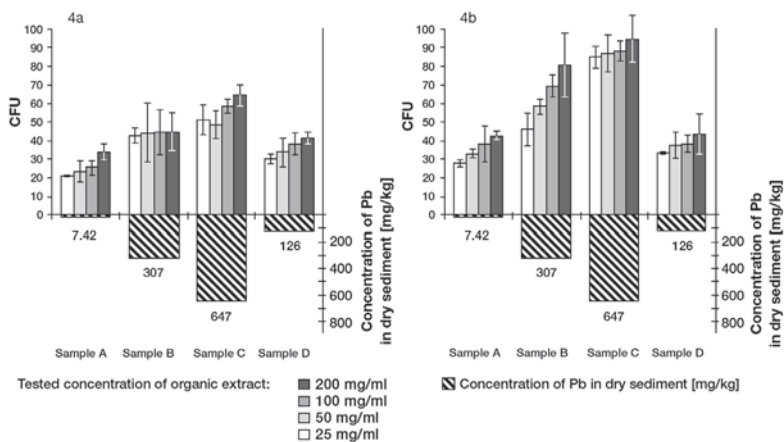 4a
100
90
80
70
60
50
40
30
20
10
0
CFU
7.42
307
647
126
200
400
600
800
Concentration of Pb
in dry sediment [mg/kg]
Sample A Sample B Sample C Sample D
4b
100
90
80
70
60
50
40
30
20
10
0
CFU
7.42
307
647
126
200
400
600
800
Concentration of Pb
in dry sediment [mg/kg]
Sample A Sample B Sample C Sample D
Tested concentration of organic extract:
200 mg/ml
100 mg/ml
50 mg/ml
25 mg/ml
Concentration of Pb in dry sediment [mg/kg]